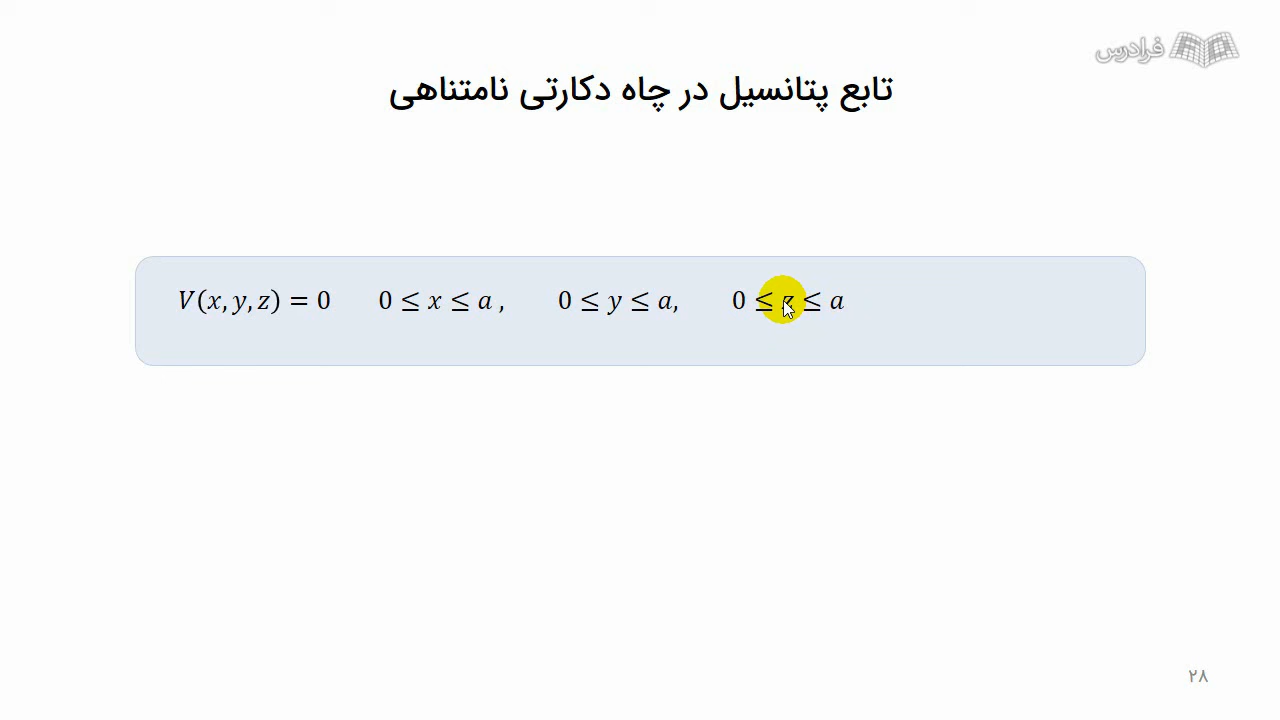 فرادرس
تابع پتانسیل در چاه دکارتی نامتناهی
V(x, y, z) = 0 0 ≤ x ≤ a , 0 ≤ y ≤ a, 0 ≤ z ≤ a
۲۸